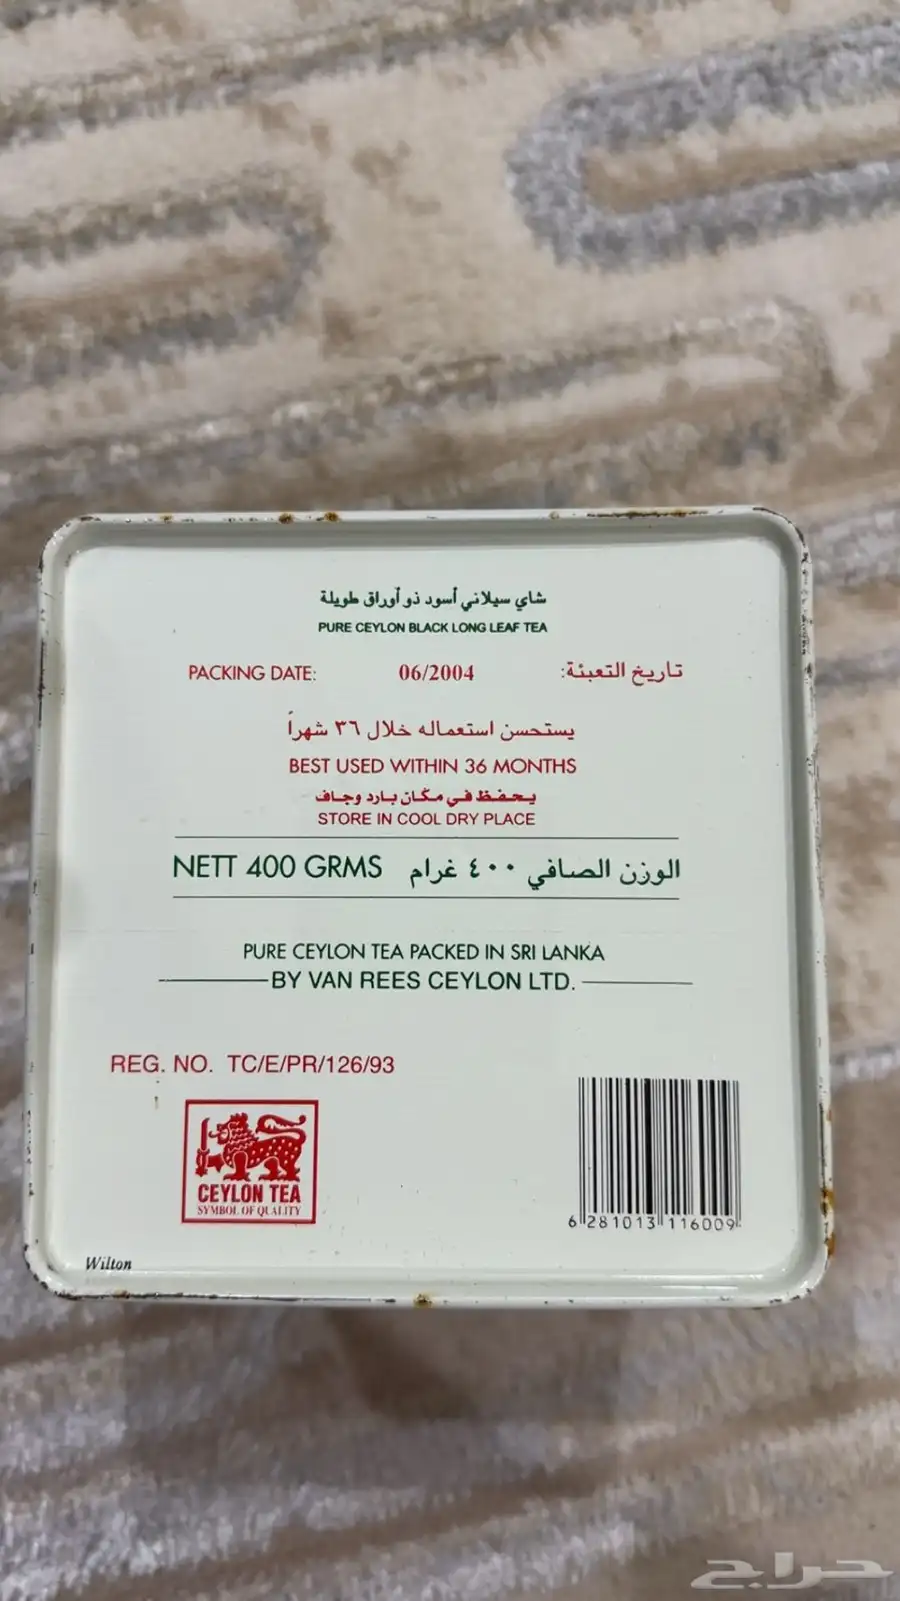 شاي سيلاني أسود ذو أوراق طويلة
PURE CEYLON BLACK LONG LEAF TEA
PACKING DATE: 06/2004 تاريخ التعبئة:
يستحسن استعماله خلال ٣٦ شهراً
BEST USED WITHIN 36 MONTHS
يحفظ في مكان بارد وجاف
STORE IN COOL DRY PLACE
NETT 400 GRMS الوزن الصافي ٤٠٠ غرام
PURE CEYLON TEA PACKED IN SRI LANKA
BY VAN REES CEYLON LTD.
REG. NO. TC/E/PR/126/93
CEYLON TEA
SYMBOL OF QUALITY
6 281013 116009
Wilton
حراج